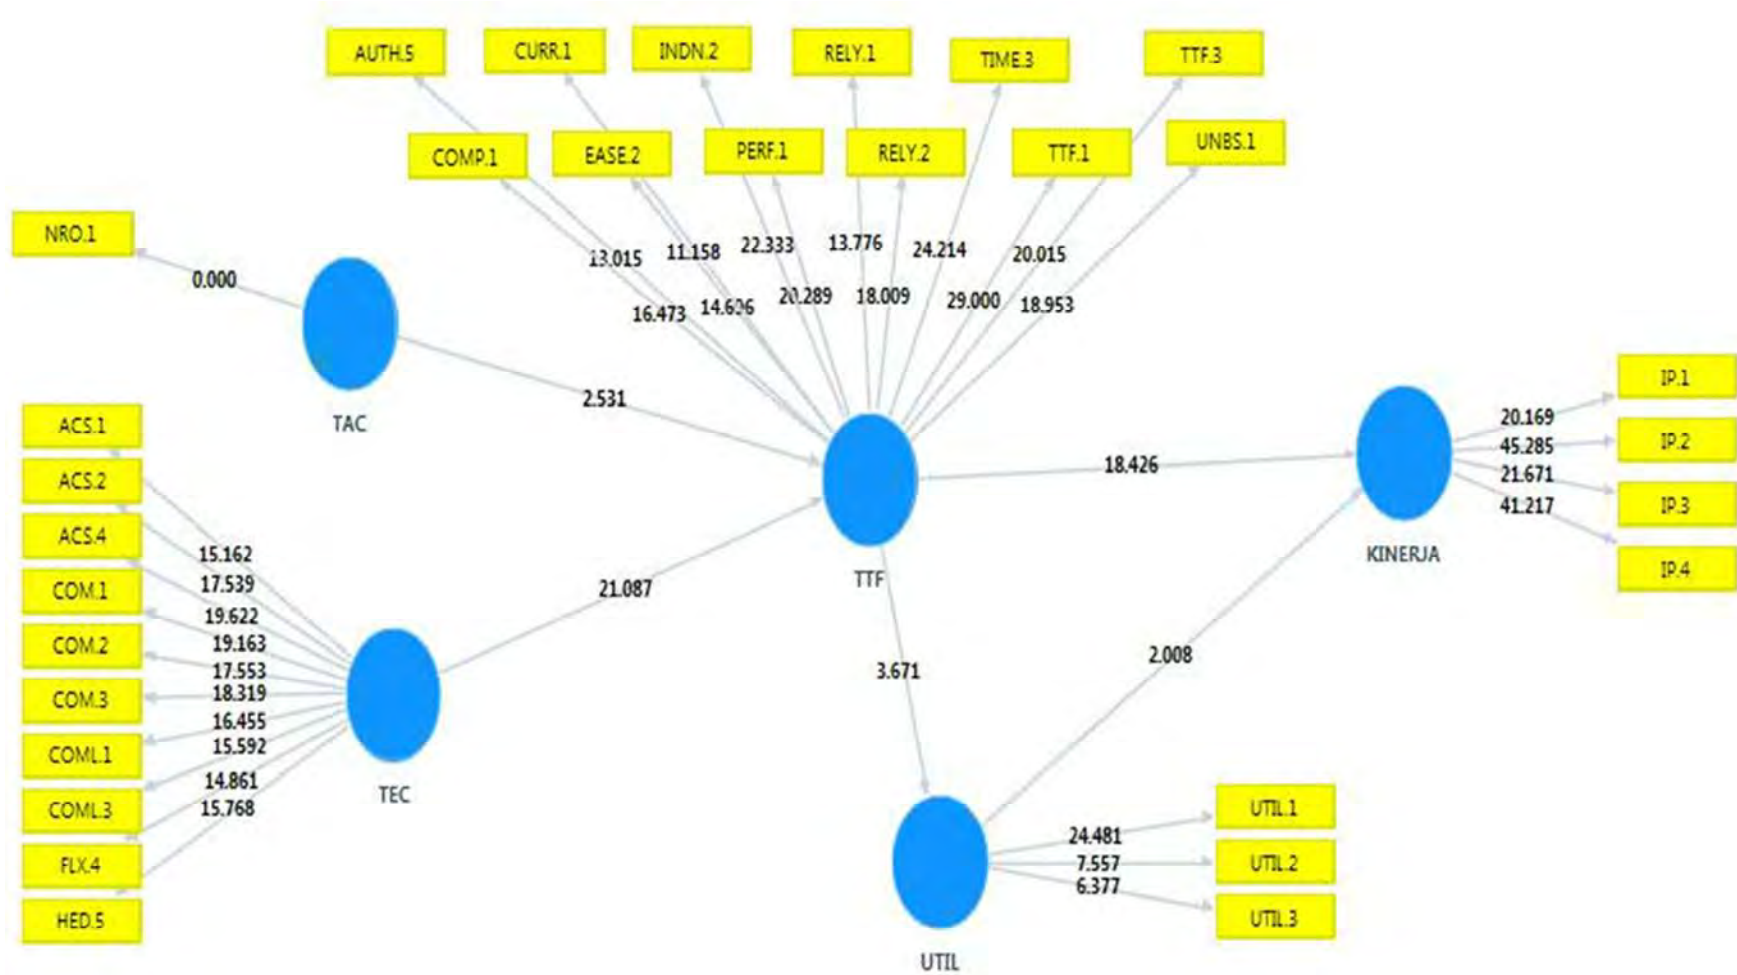 AUTH.5
CURR.1
INDN.2
RELY.1
TIME.3
TTF.3
COMP.1
EASE.2
PERF.1
RELY.2
TTF.1
UNBS.1
NRO.1
0.000
13.015
11.158
22.333
13.776
24.214
20.015
16.473
20.289
18.009
29.000
18.953
TAC
2.531
TTF
18.426
KINERJA
20.169
45.285
21.671
41.217
IP.1
IP.2
IP.3
IP.4
ACS.1
ACS.2
ACS.4
COM.1
COM.2
COM.3
COML.1
COML.3
FLX.4
HED.5
15.162
17.539
19.622
19.163
17.553
18.319
16.455
15.592
14.861
15.768
TEC
21.087
3.671
2.008
UTIL
24.481
7.557
6.377
UTIL.1
UTIL.2
UTIL.3